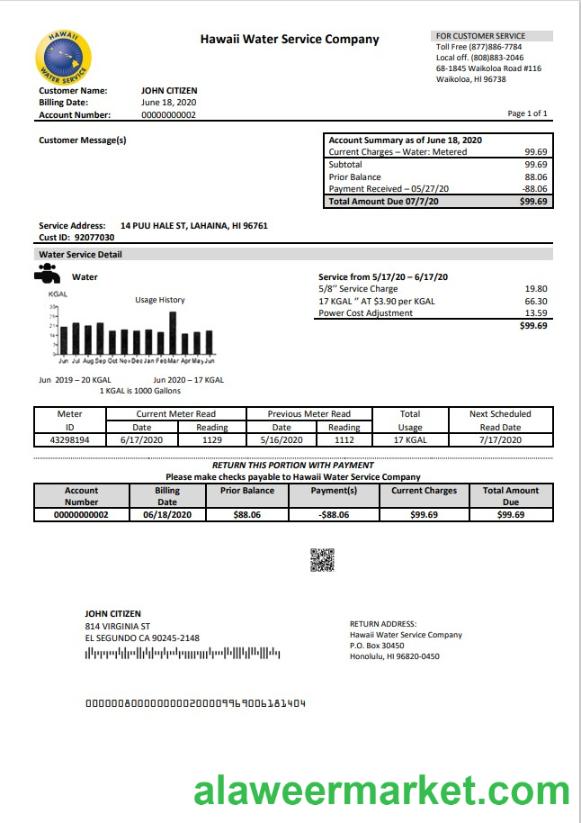 HAWAII
WATER SERVICE
Hawaii Water Service Company
FOR CUSTOMER SERVICE
Toll Free (877)886-7784
Local off. (808)883-2046
68-1845 Waikoloa Road #116
Waikoloa, HI 96738
Customer Name: JOHN CITIZEN
Billing Date: June 18, 2020
Account Number: 00000000002
Page 1 of 1
Customer Message(s)
Account Summary as of June 18, 2020
Current Charges – Water: Metered 99.69
Subtotal 99.69
Prior Balance 88.06
Payment Received – 05/27/20 -88.06
Total Amount Due 07/7/20 $99.69
Service Address: 14 PUU HALE ST, LAHAINA, HI 96761
Cust ID: 92077030
Water Service Detail
Water
KGAL
Usage History
Jun Jul Aug Sep Oct Nov Dec Jan Feb Mar Apr May Jun
Jun 2019 – 20 KGAL Jun 2020 – 17 KGAL
1 KGAL is 1000 Gallons
Service from 5/17/20 – 6/17/20
5/8'' Service Charge 19.80
17 KGAL '' AT $3.90 per KGAL 66.30
Power Cost Adjustment 13.59
$99.69
Meter ID Current Meter Read Previous Meter Read Total Usage Next Scheduled Read Date
Date Reading Date Reading
43298194 6/17/2020 1129 5/16/2020 1112 17 KGAL 7/17/2020
RETURN THIS PORTION WITH PAYMENT
Please make checks payable to Hawaii Water Service Company
Account Number Billing Date Prior Balance Payment(s) Current Charges Total Amount Due
00000000002 06/18/2020 $88.06 -$88.06 $99.69 $99.69
JOHN CITIZEN
814 VIRGINIA ST
EL SEGUNDO CA 90245-2148
RETURN ADDRESS:
Hawaii Water Service Company
P.O. Box 30450
Honolulu, HI 96820-0450
alaweermarket.com